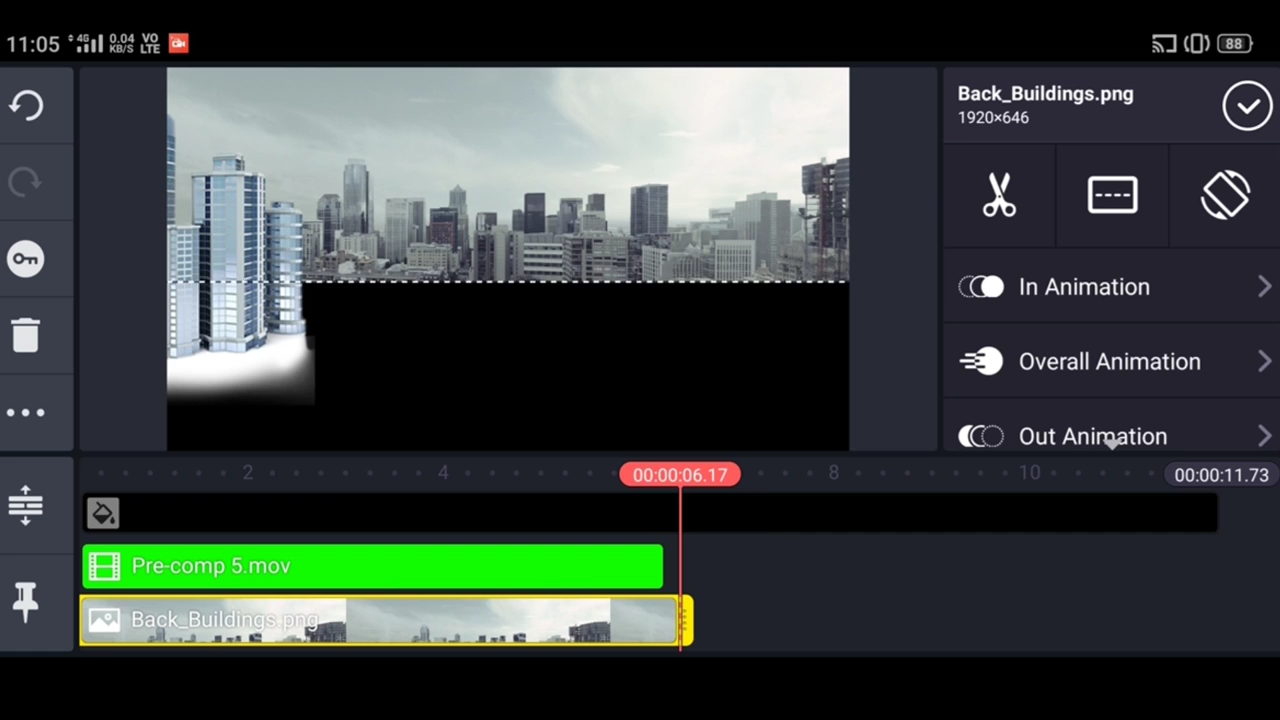 11:05 4G 0.04 KB/S VO LTE 88
Back_Buildings.png
1920×646
In Animation
Overall Animation
Out Animation
2 4 00:00:06.17 8 10 00:00:11.73
Pre-comp 5.mov
Back_Buildings.png